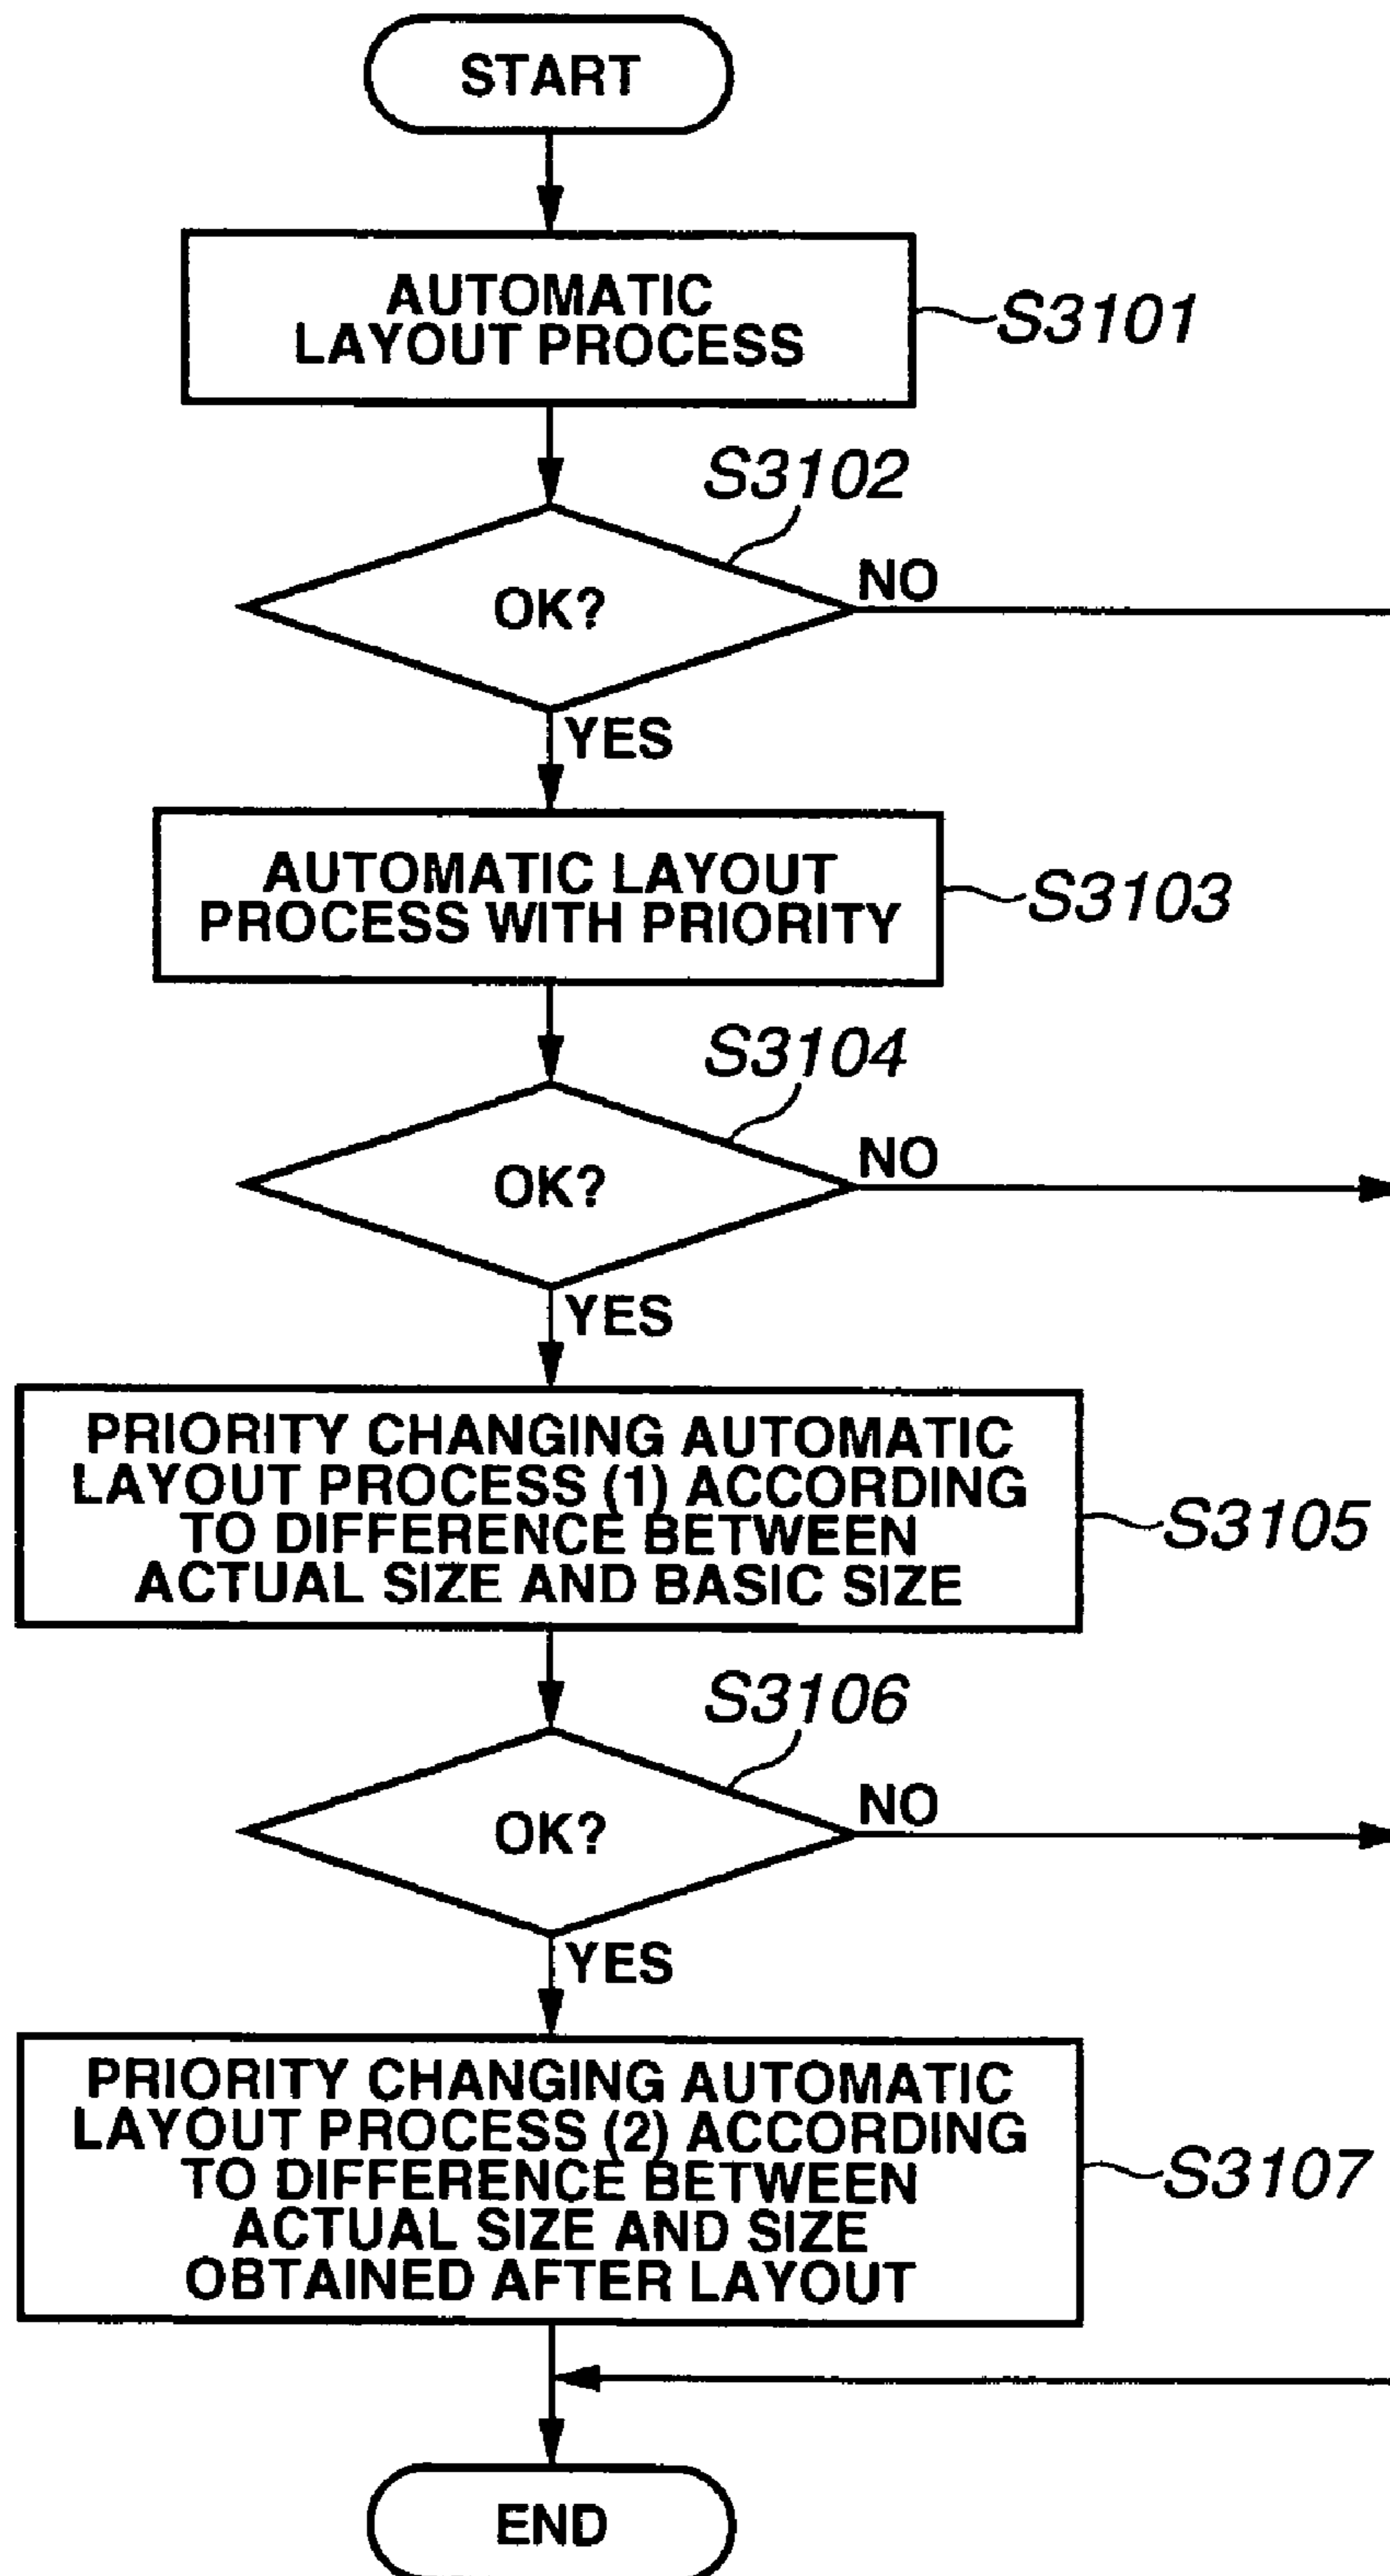 START
AUTOMATIC
LAYOUT PROCESS
S3101
S3102
OK?
NO
YES
AUTOMATIC LAYOUT
PROCESS WITH PRIORITY
S3103
S3104
OK?
NO
YES
PRIORITY CHANGING AUTOMATIC
LAYOUT PROCESS (1) ACCORDING
TO DIFFERENCE BETWEEN
ACTUAL SIZE AND BASIC SIZE
S3105
S3106
OK?
NO
YES
PRIORITY CHANGING AUTOMATIC
LAYOUT PROCESS (2) ACCORDING
TO DIFFERENCE BETWEEN
ACTUAL SIZE AND SIZE
OBTAINED AFTER LAYOUT
S3107
END